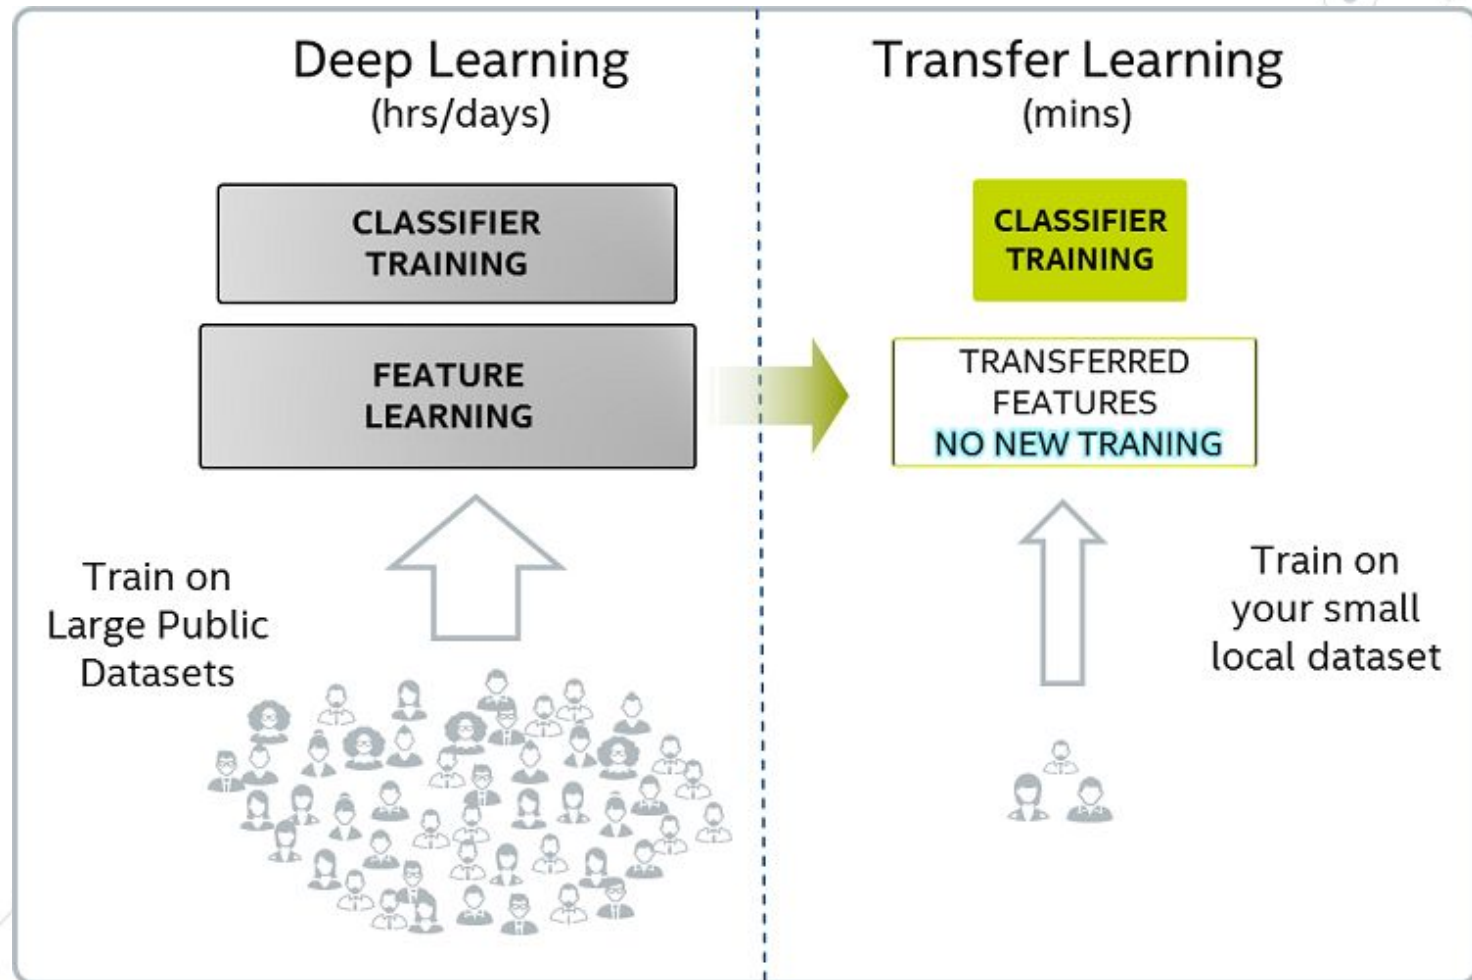 Deep Learning
(hrs/days)
CLASSIFIER
TRAINING
FEATURE
LEARNING
Train on
Large Public
Datasets
Transfer Learning
(mins)
CLASSIFIER
TRAINING
TRANSFERRED
FEATURES
NO NEW TRANING
Train on
your small
local dataset